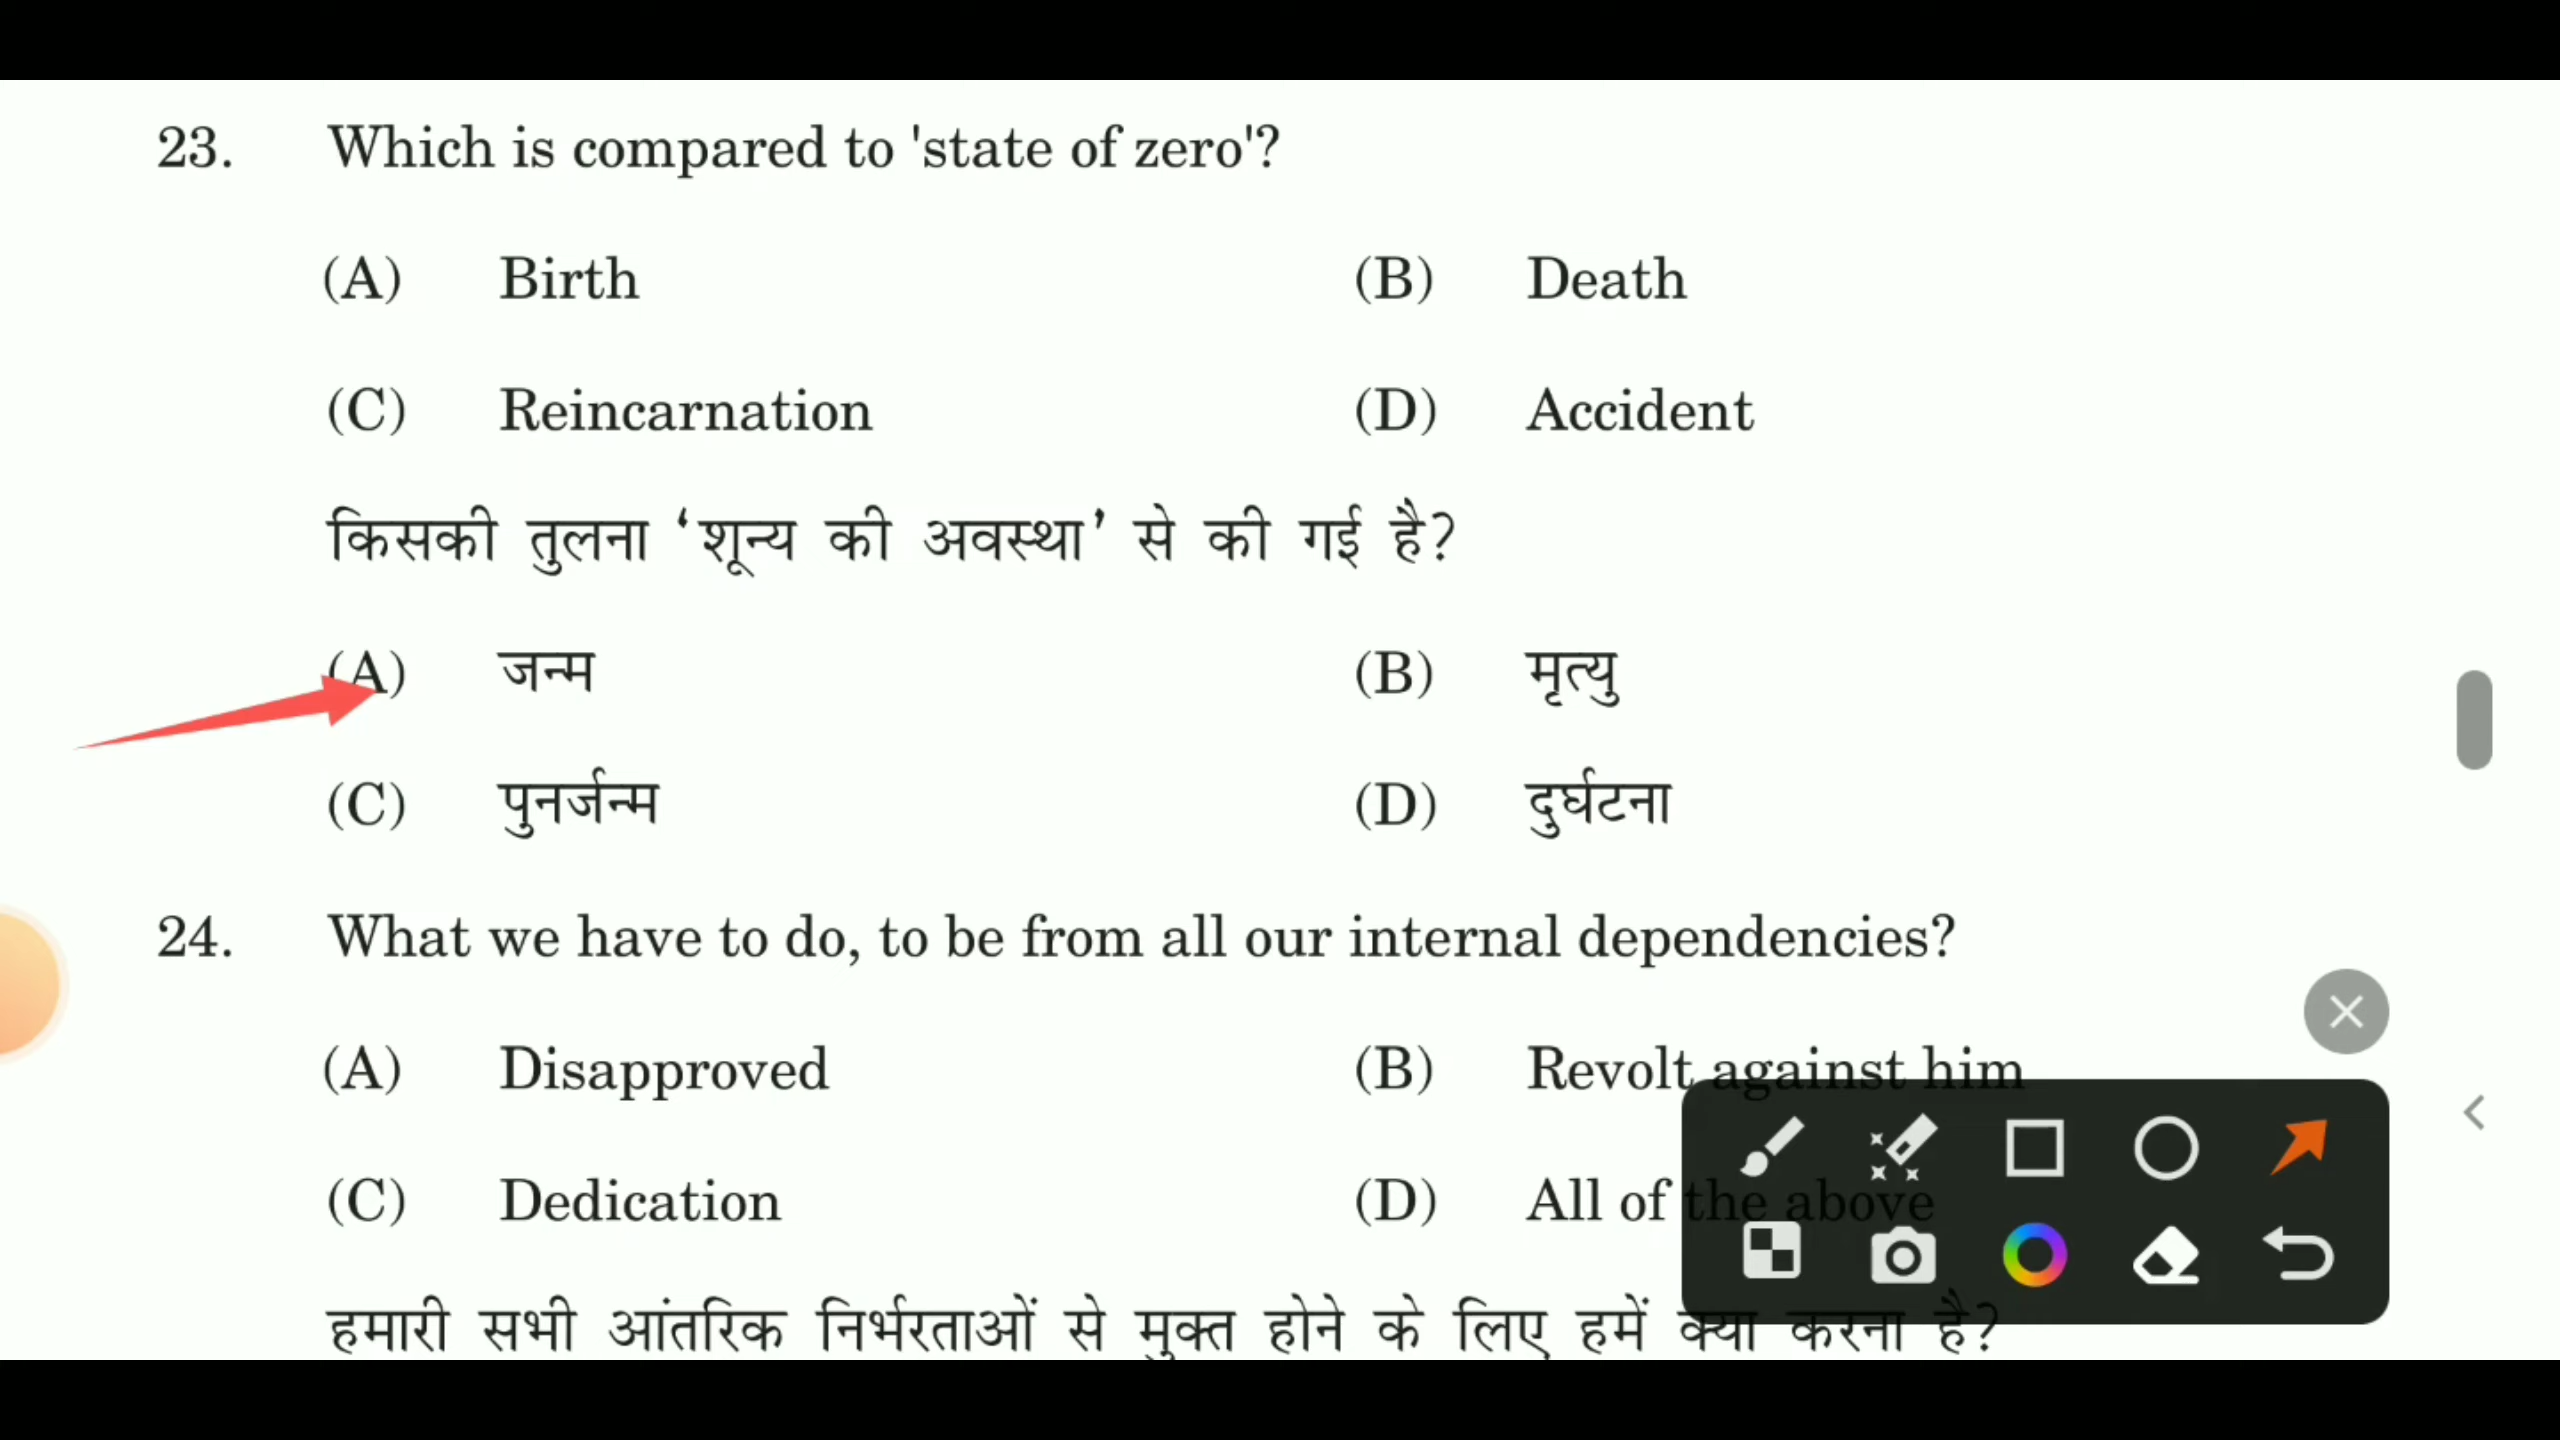 23. Which is compared to 'state of zero'?
(A) Birth (B) Death
(C) Reincarnation (D) Accident
किसकी तुलना ‘शून्य की अवस्था’ से की गई है?
(A) जन्म (B) मृत्यु
(C) पुनर्जन्म (D) दुर्घटना
24. What we have to do, to be from all our internal dependencies?
(A) Disapproved (B) Revolt against him
(C) Dedication (D) All of the above
हमारी सभी आंतरिक निर्भरताओं से मुक्त होने के लिए हमें क्या करना है?